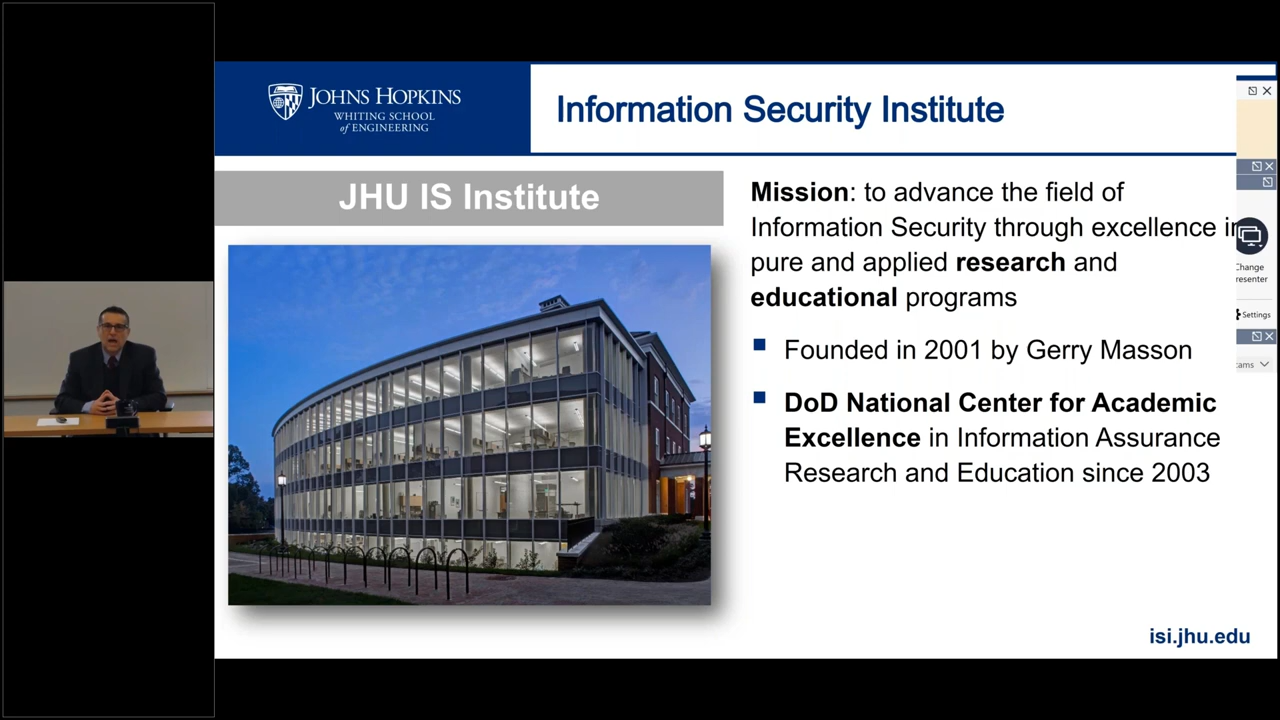 JOHNS HOPKINS
WHITING SCHOOL
of ENGINEERING
Information Security Institute
JHU IS Institute
Mission: to advance the field of
Information Security through excellence in
pure and applied research and
educational programs
Founded in 2001 by Gerry Masson
DoD National Center for Academic
Excellence in Information Assurance
Research and Education since 2003
isi.jhu.edu
Change
Settings